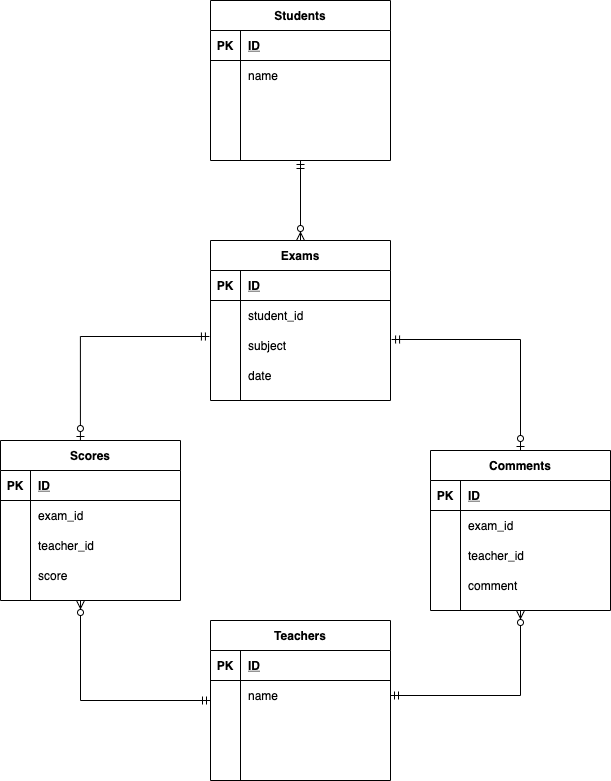 Students
PK ID
name
Exams
PK ID
student_id
subject
date
Scores
PK ID
exam_id
teacher_id
score
Comments
PK ID
exam_id
teacher_id
comment
Teachers
PK ID
name